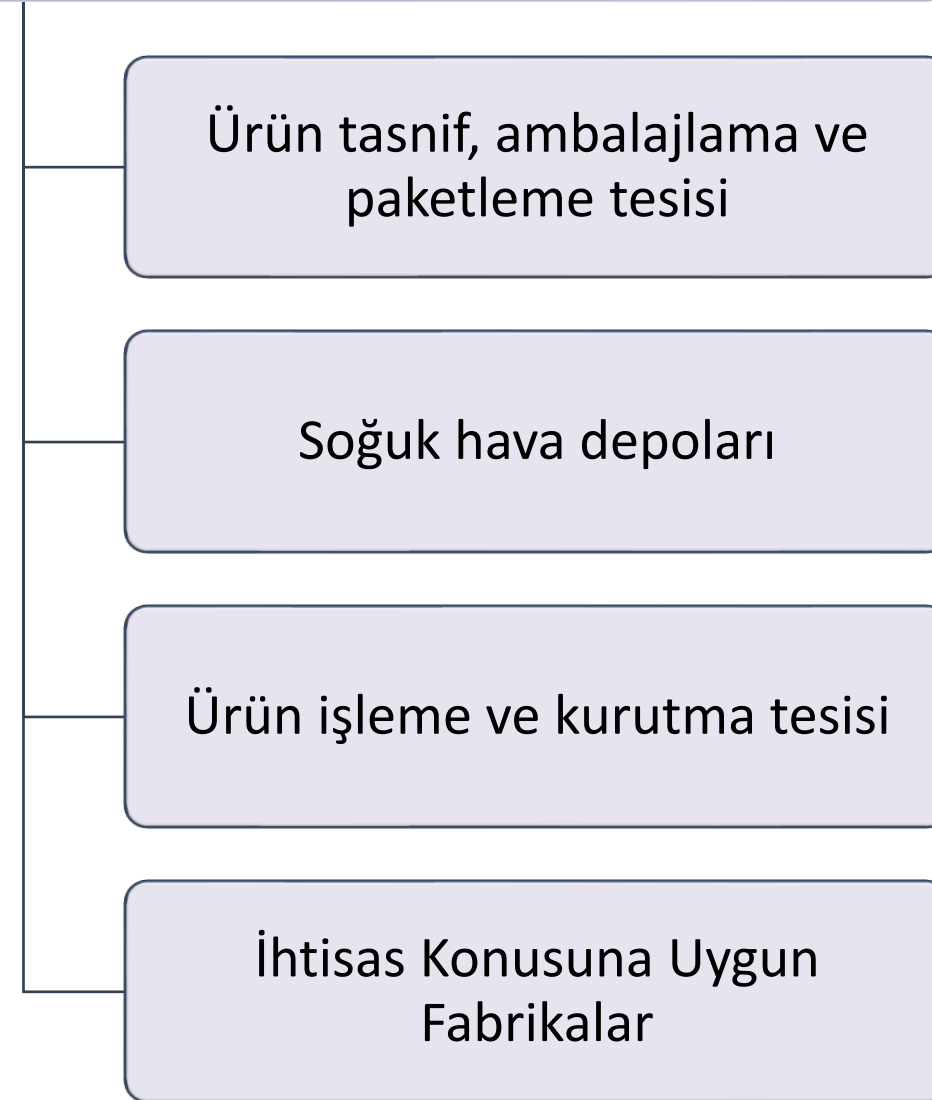 Ürün tasnif, ambalajlama ve
paketleme tesisi
Soğuk hava depoları
Ürün işleme ve kurutma tesisi
İhtisas Konusuna Uygun
Fabrikalar